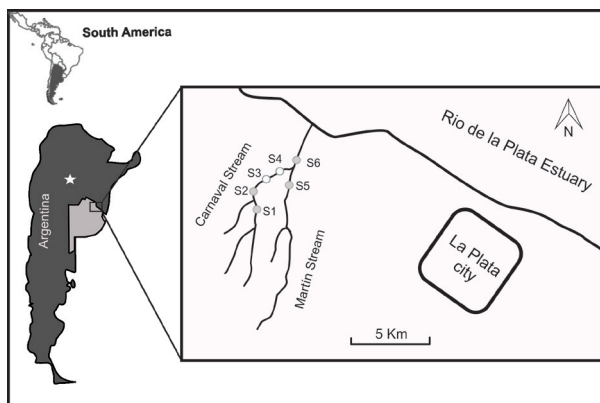 South America
Argentina
Carnaval Stream
Martin Stream
S1
S2
S3
S4
S5
S6
Rio de la Plata Estuary
N
La Plata
city
5 Km